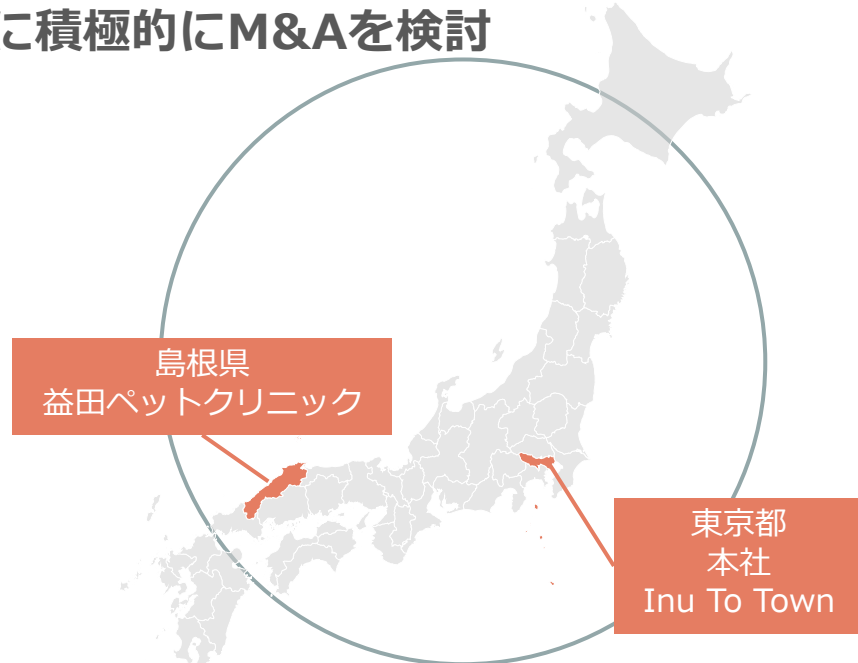 に積極的にM&Aを検討
島根県
益田ペットクリニック
東京都
本社
Inu To Town